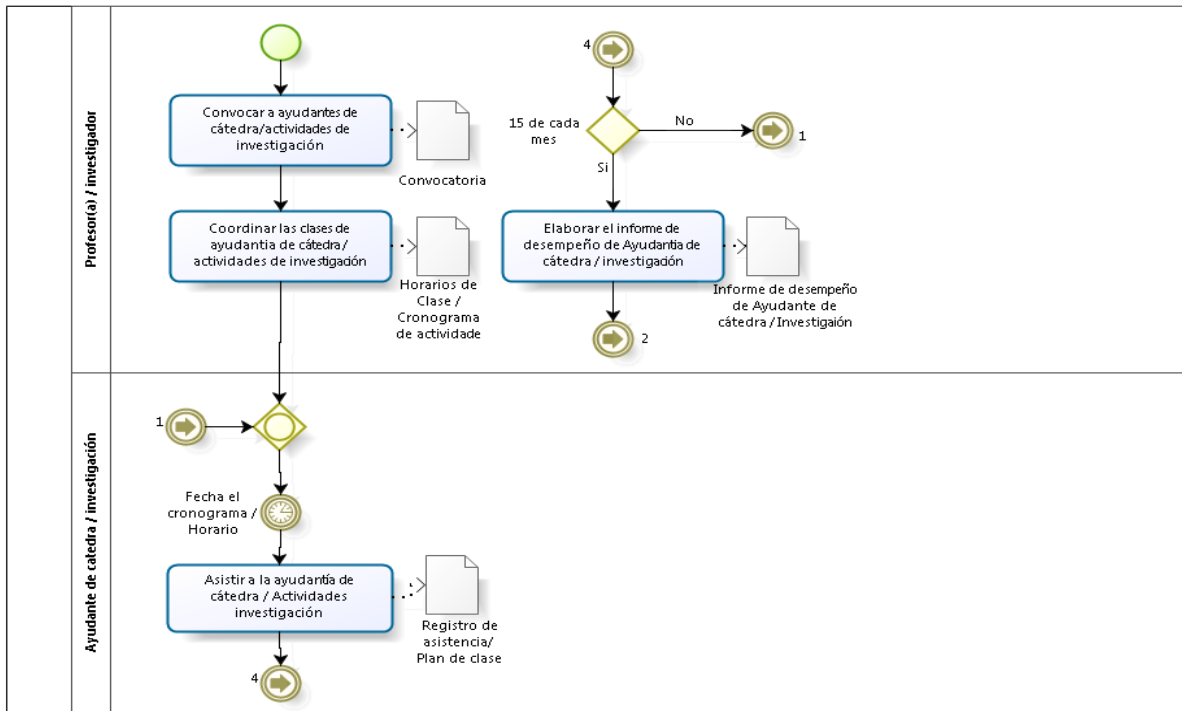 Profesor(a) / investigador
Convocar a ayudantes de
cátedra/actividades de
investigación
Convocatoria
Coordinar las clases de
ayudantia de cátedra/
actividades de investigación
Horarios de
Clase /
Cronograma
de actividade
4
15 de cada
mes
No
1
Si
Elaborar el informe de
desempeño de Ayudantia de
cátedra / investigación
Informe de desempeño
de Ayudante de
cátedra /Investigaión
2
Ayudante de catedra / investigación
1
Fecha el
cronograma /
Horario
Asistir a la ayudantía de
cátedra / Actividades
investigación
Registro de
asistencia/
Plan de clase
4